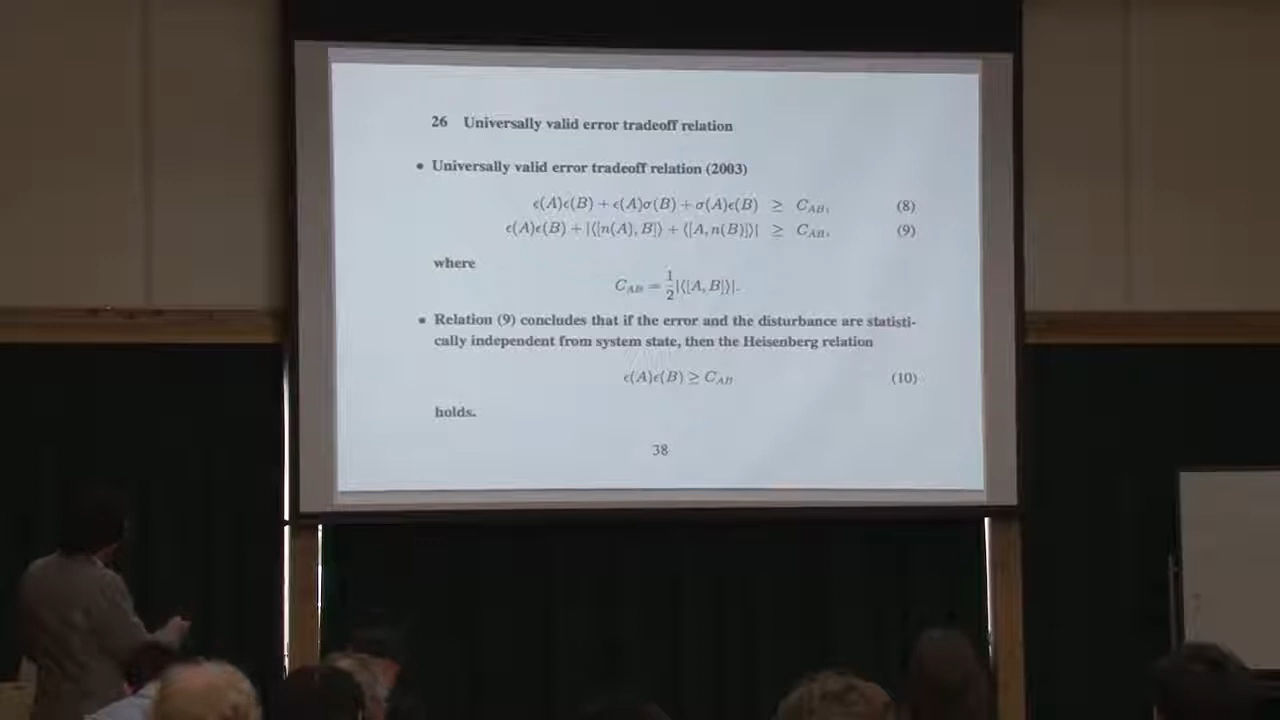 26 Universally valid error tradeoff relation
• Universally valid error tradeoff relation (2003)
ϵ(A)ϵ(B) + ϵ(A)σ(B) + σ(A)ϵ(B) ≥ C_AB, (8)
ϵ(A)ϵ(B) + |⟨[n(A), B]⟩ + ⟨[A, n(B)]⟩| ≥ C_AB, (9)
where
C_AB = 1/2 |⟨[A, B]⟩|.
• Relation (9) concludes that if the error and the disturbance are statisti-
cally independent from system state, then the Heisenberg relation
ϵ(A)ϵ(B) ≥ C_AB (10)
holds.
38